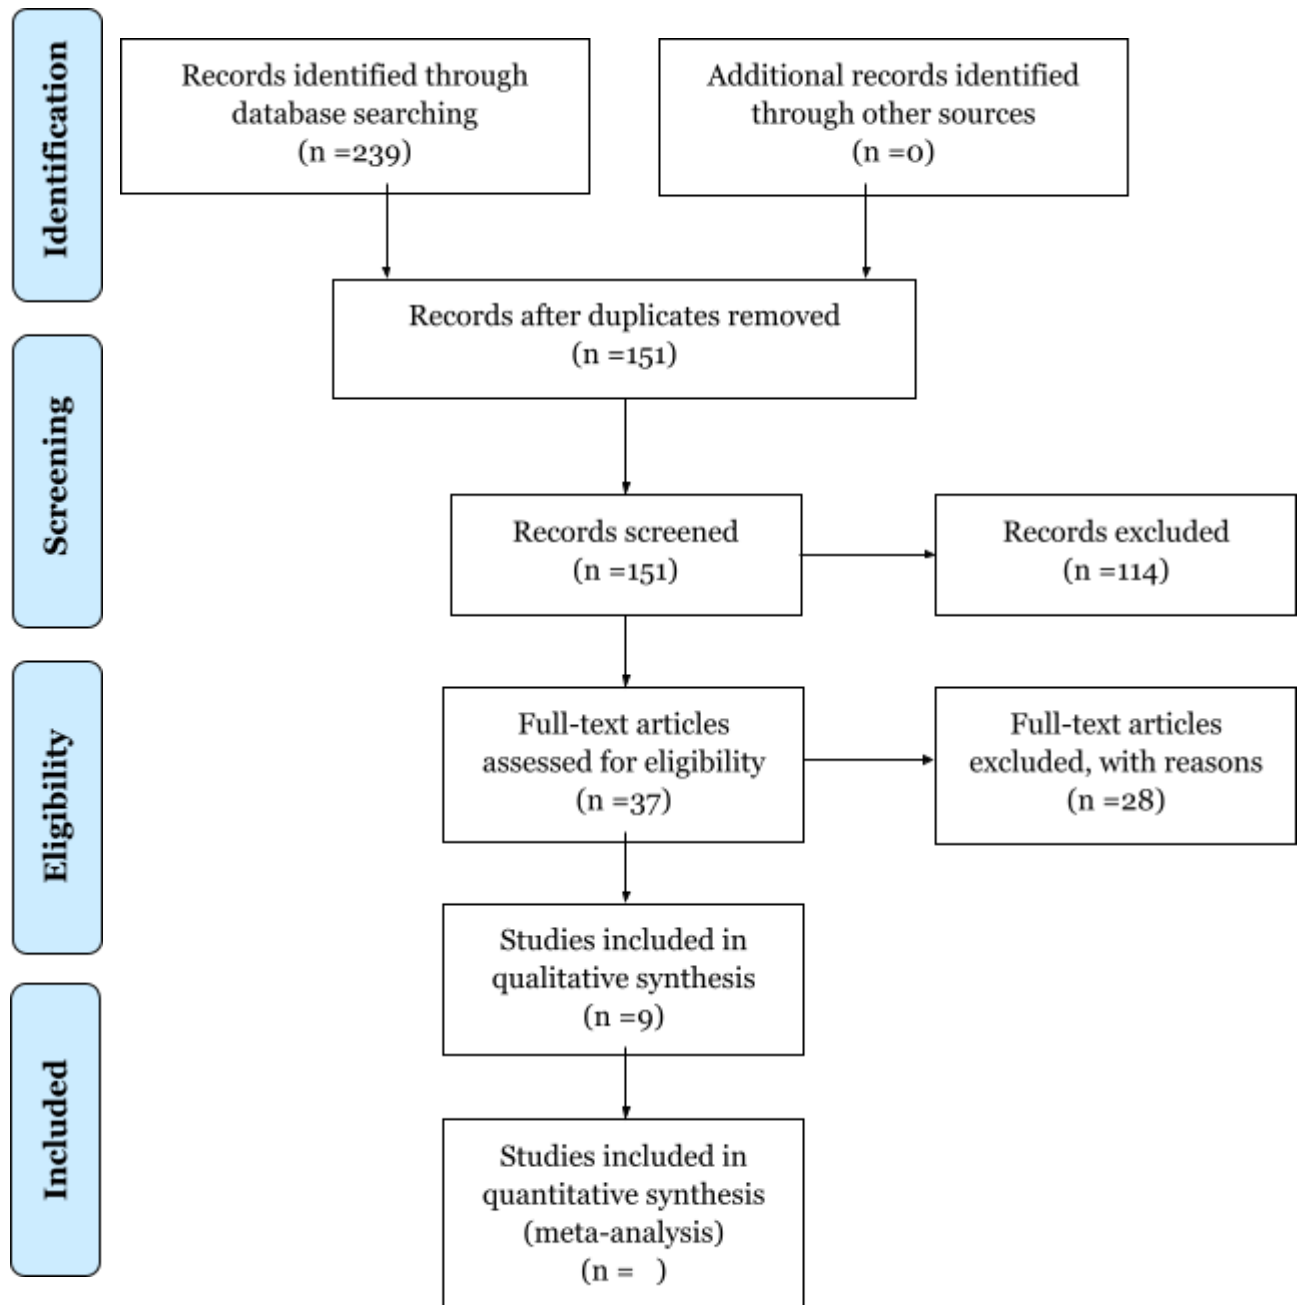 Identification
Records identified through
database searching
(n =239)
Additional records identified
through other sources
(n =0)
Records after duplicates removed
(n =151)
Screening
Records screened
(n =151)
Records excluded
(n =114)
Eligibility
Full-text articles
assessed for eligibility
(n =37)
Full-text articles
excluded, with reasons
(n =28)
Studies included in
qualitative synthesis
(n =9)
Included
Studies included in
quantitative synthesis
(meta-analysis)
(n =   )